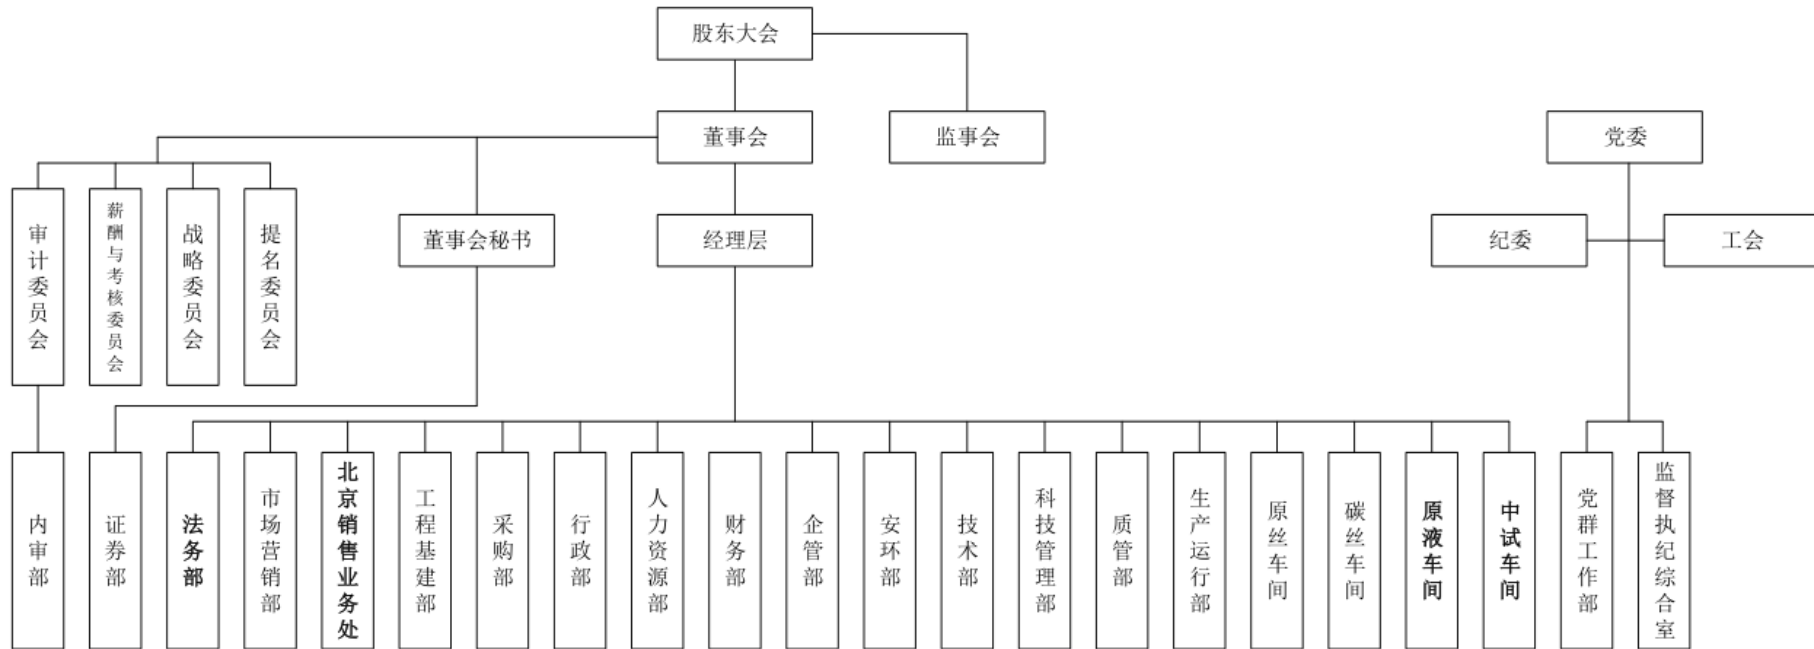 股东大会
董事会
监事会
党委
审计委员会
薪酬与考核委员会
战略委员会
提名委员会
董事会秘书
经理层
纪委
工会
内审部
证券部
法务部
市场营销部
北京销售业务处
工程基建部
采购部
行政部
人力资源部
财务部
企管部
安环部
技术部
科技管理部
质管部
生产运行部
原丝车间
碳丝车间
原液车间
中试车间
党群工作部
监督执纪综合室